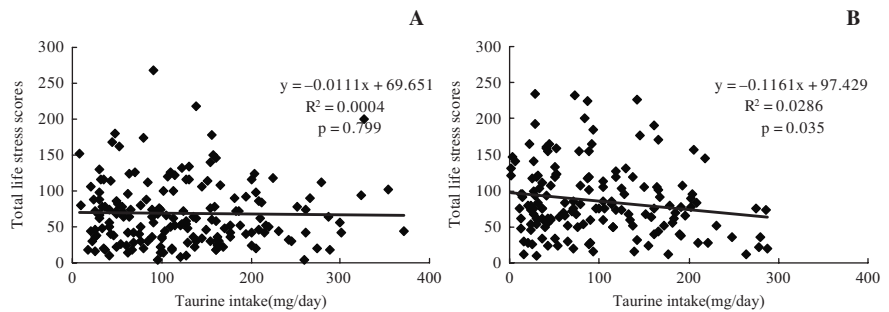 A
Total life stress scores
300
250
200
150
100
50
0
y = –0.0111x + 69.651
R² = 0.0004
p = 0.799
0 100 200 300 400
Taurine intake(mg/day)
B
Total life stress scores
300
250
200
150
100
50
0
y = –0.1161x + 97.429
R² = 0.0286
p = 0.035
0 100 200 300 400
Taurine intake(mg/day)